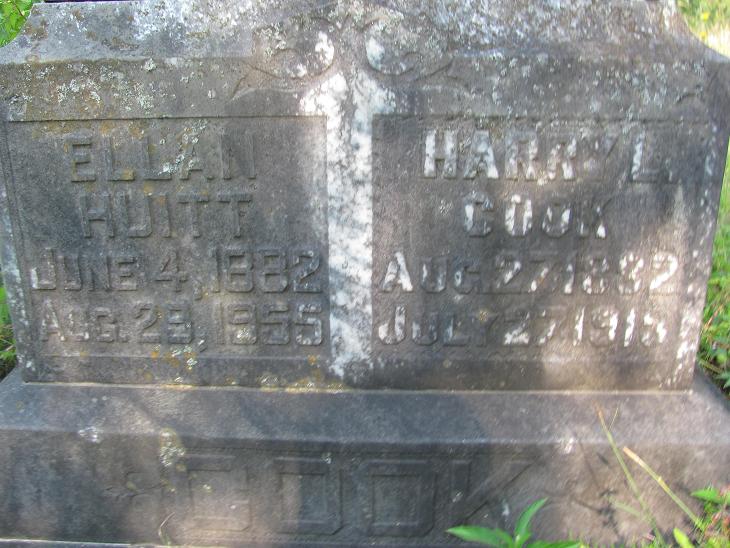 ELLAN
HUITT
JUNE 4, 1882
AUG. 29, 1955
HARRY L.
COOK
AUG. 27, 1882
JULY 27, 1915
COOK